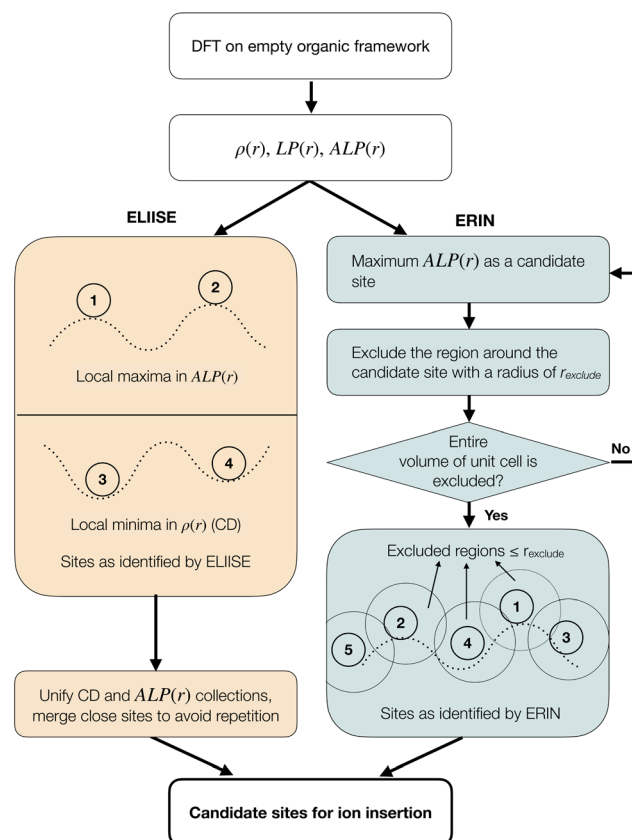 DFT on empty organic framework
ρ(r), LP(r), ALP(r)
ELIISE
1
2
Local maxima in ALP(r)
3
4
Local minima in ρ(r) (CD)
Sites as identified by ELIISE
Unify CD and ALP(r) collections,
merge close sites to avoid repetition
ERIN
Maximum ALP(r) as a candidate
site
Exclude the region around the
candidate site with a radius of r_exclude
Entire
volume of unit cell is
excluded?
No
Yes
Excluded regions ≤ r_exclude
5
2
4
1
3
Sites as identified by ERIN
Candidate sites for ion insertion